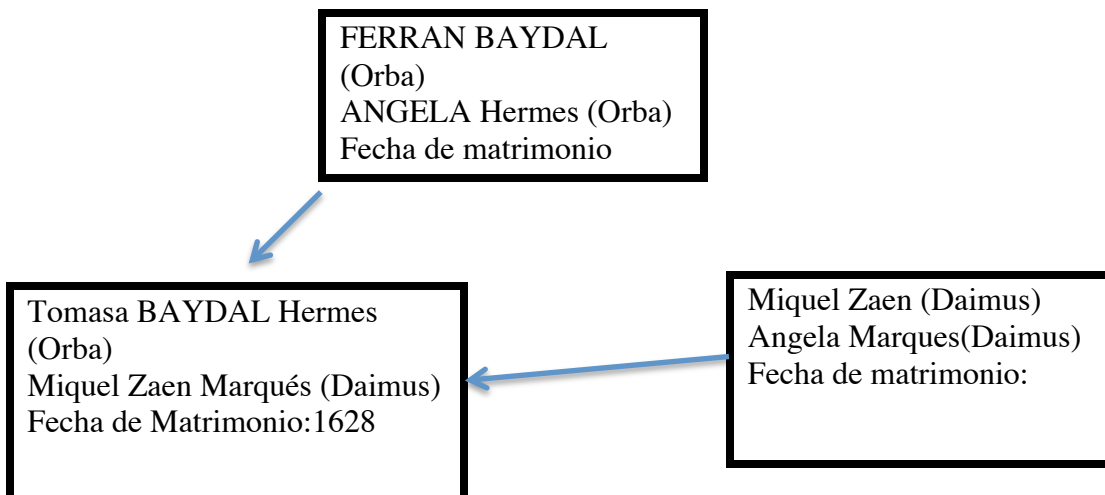 FERRAN BAYDAL
(Orba)
ANGELA Hermes (Orba)
Fecha de matrimonio
Tomasa BAYDAL Hermes
(Orba)
Miquel Zaen Marqués (Daimus)
Fecha de Matrimonio:1628
Miquel Zaen (Daimus)
Angela Marques(Daimus)
Fecha de matrimonio: